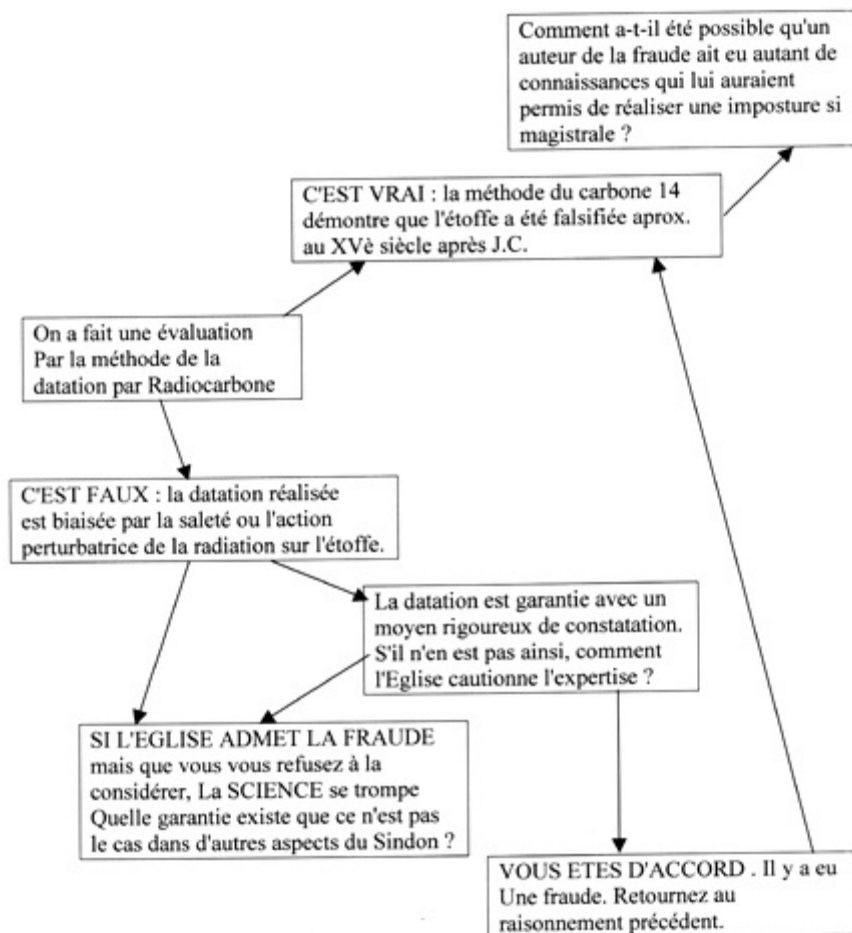 Comment a-t-il été possible qu'un
auteur de la fraude ait eu autant de
connaissances qui lui auraient
permis de réaliser une imposture si
magistrale ?
C'EST VRAI : la méthode du carbone 14
démontre que l'étoffe a été falsifiée aprox.
au XVè siècle après J.C.
On a fait une évaluation
Par la méthode de la
datation par Radiocarbone
C'EST FAUX : la datation réalisée
est biaisée par la saleté ou l'action
perturbatrice de la radiation sur l'étoffe.
La datation est garantie avec un
moyen rigoureux de constatation.
S'il n'en est pas ainsi, comment
l'Eglise cautionne l'expertise ?
SI L'EGLISE ADMET LA FRAUDE
mais que vous vous refusez à la
considérer, La SCIENCE se trompe
Quelle garantie existe que ce n'est pas
le cas dans d'autres aspects du Sindon ?
VOUS ETES D'ACCORD . Il y a eu
Une fraude. Retournez au
raisonnement précédent.